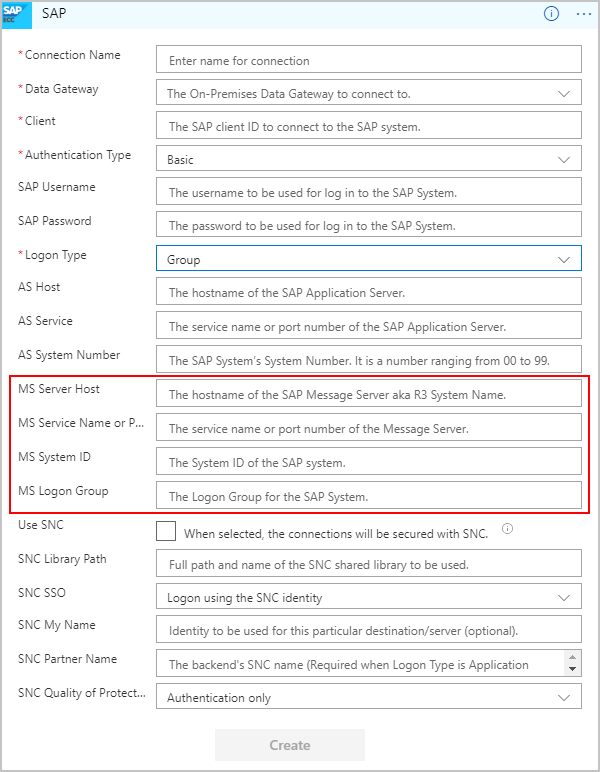 SAP
ECC
SAP
* Connection Name
Enter name for connection
* Data Gateway
The On-Premises Data Gateway to connect to.
* Client
The SAP client ID to connect to the SAP system.
* Authentication Type
Basic
SAP Username
The username to be used for log in to the SAP System.
SAP Password
The password to be used for log in to the SAP System.
* Logon Type
Group
AS Host
The hostname of the SAP Application Server.
AS Service
The service name or port number of the SAP Application Server.
AS System Number
The SAP System's System Number. It is a number ranging from 00 to 99.
MS Server Host
The hostname of the SAP Message Server aka R3 System Name.
MS Service Name or P...
The service name or port number of the Message Server.
MS System ID
The System ID of the SAP system.
MS Logon Group
The Logon Group for the SAP System.
Use SNC
When selected, the connections will be secured with SNC.
SNC Library Path
Full path and name of the SNC shared library to be used.
SNC SSO
Logon using the SNC identity
SNC My Name
Identity to be used for this particular destination/server (optional).
SNC Partner Name
The backend's SNC name (Required when Logon Type is Application
SNC Quality of Protect...
Authentication only
Create